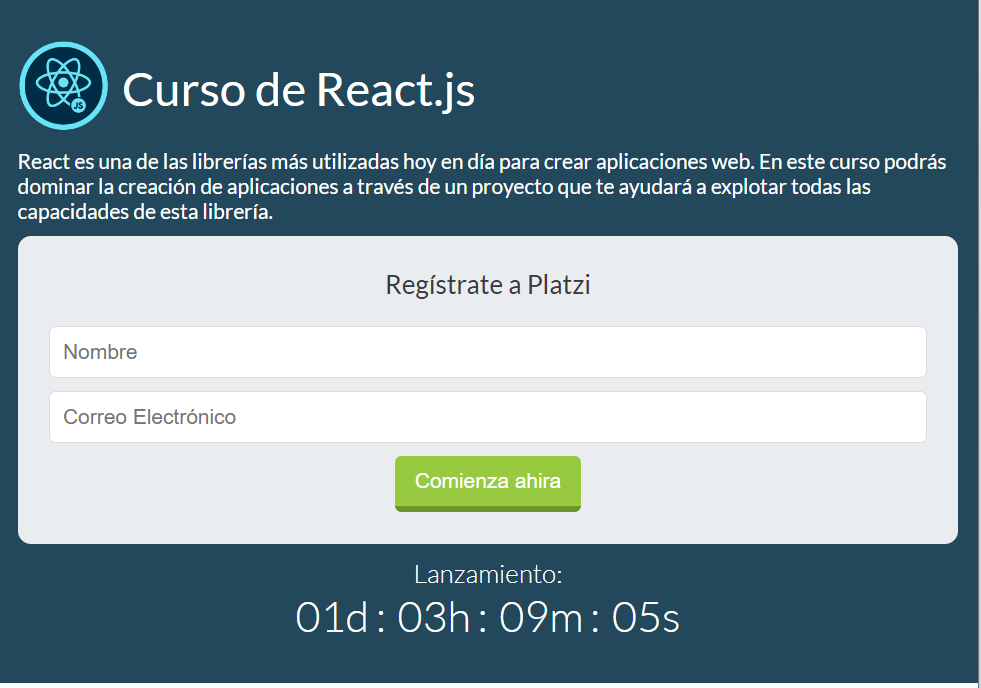 JS
Curso de React.js
React es una de las librerías más utilizadas hoy en día para crear aplicaciones web. En este curso podrás
dominar la creación de aplicaciones a través de un proyecto que te ayudará a explotar todas las
capacidades de esta librería.
Regístrate a Platzi
Nombre
Correo Electrónico
Comienza ahira
Lanzamiento:
01d : 03h : 09m : 05s